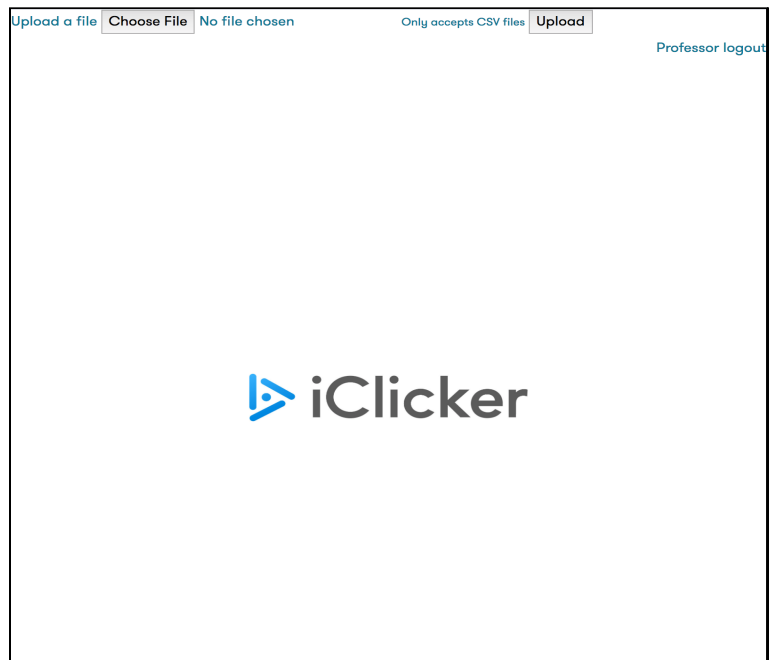 Upload a file Choose File No file chosen Only accepts CSV files Upload
Professor logout
iClicker